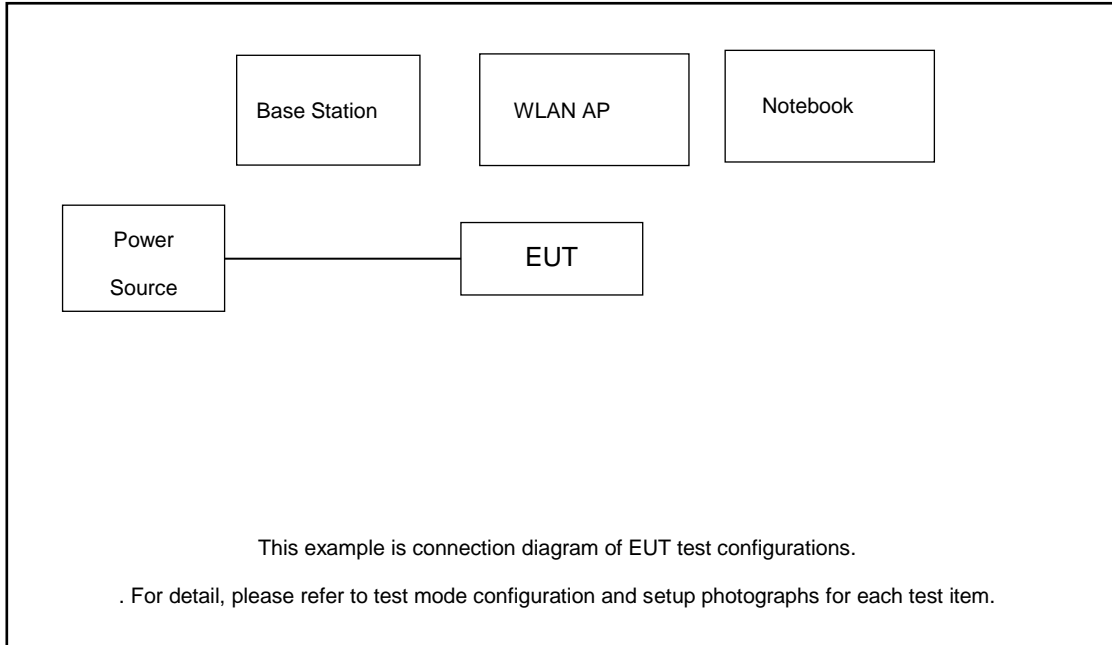 Base Station
WLAN AP
Notebook
Power
Source
EUT
This example is connection diagram of EUT test configurations.
. For detail, please refer to test mode configuration and setup photographs for each test item.